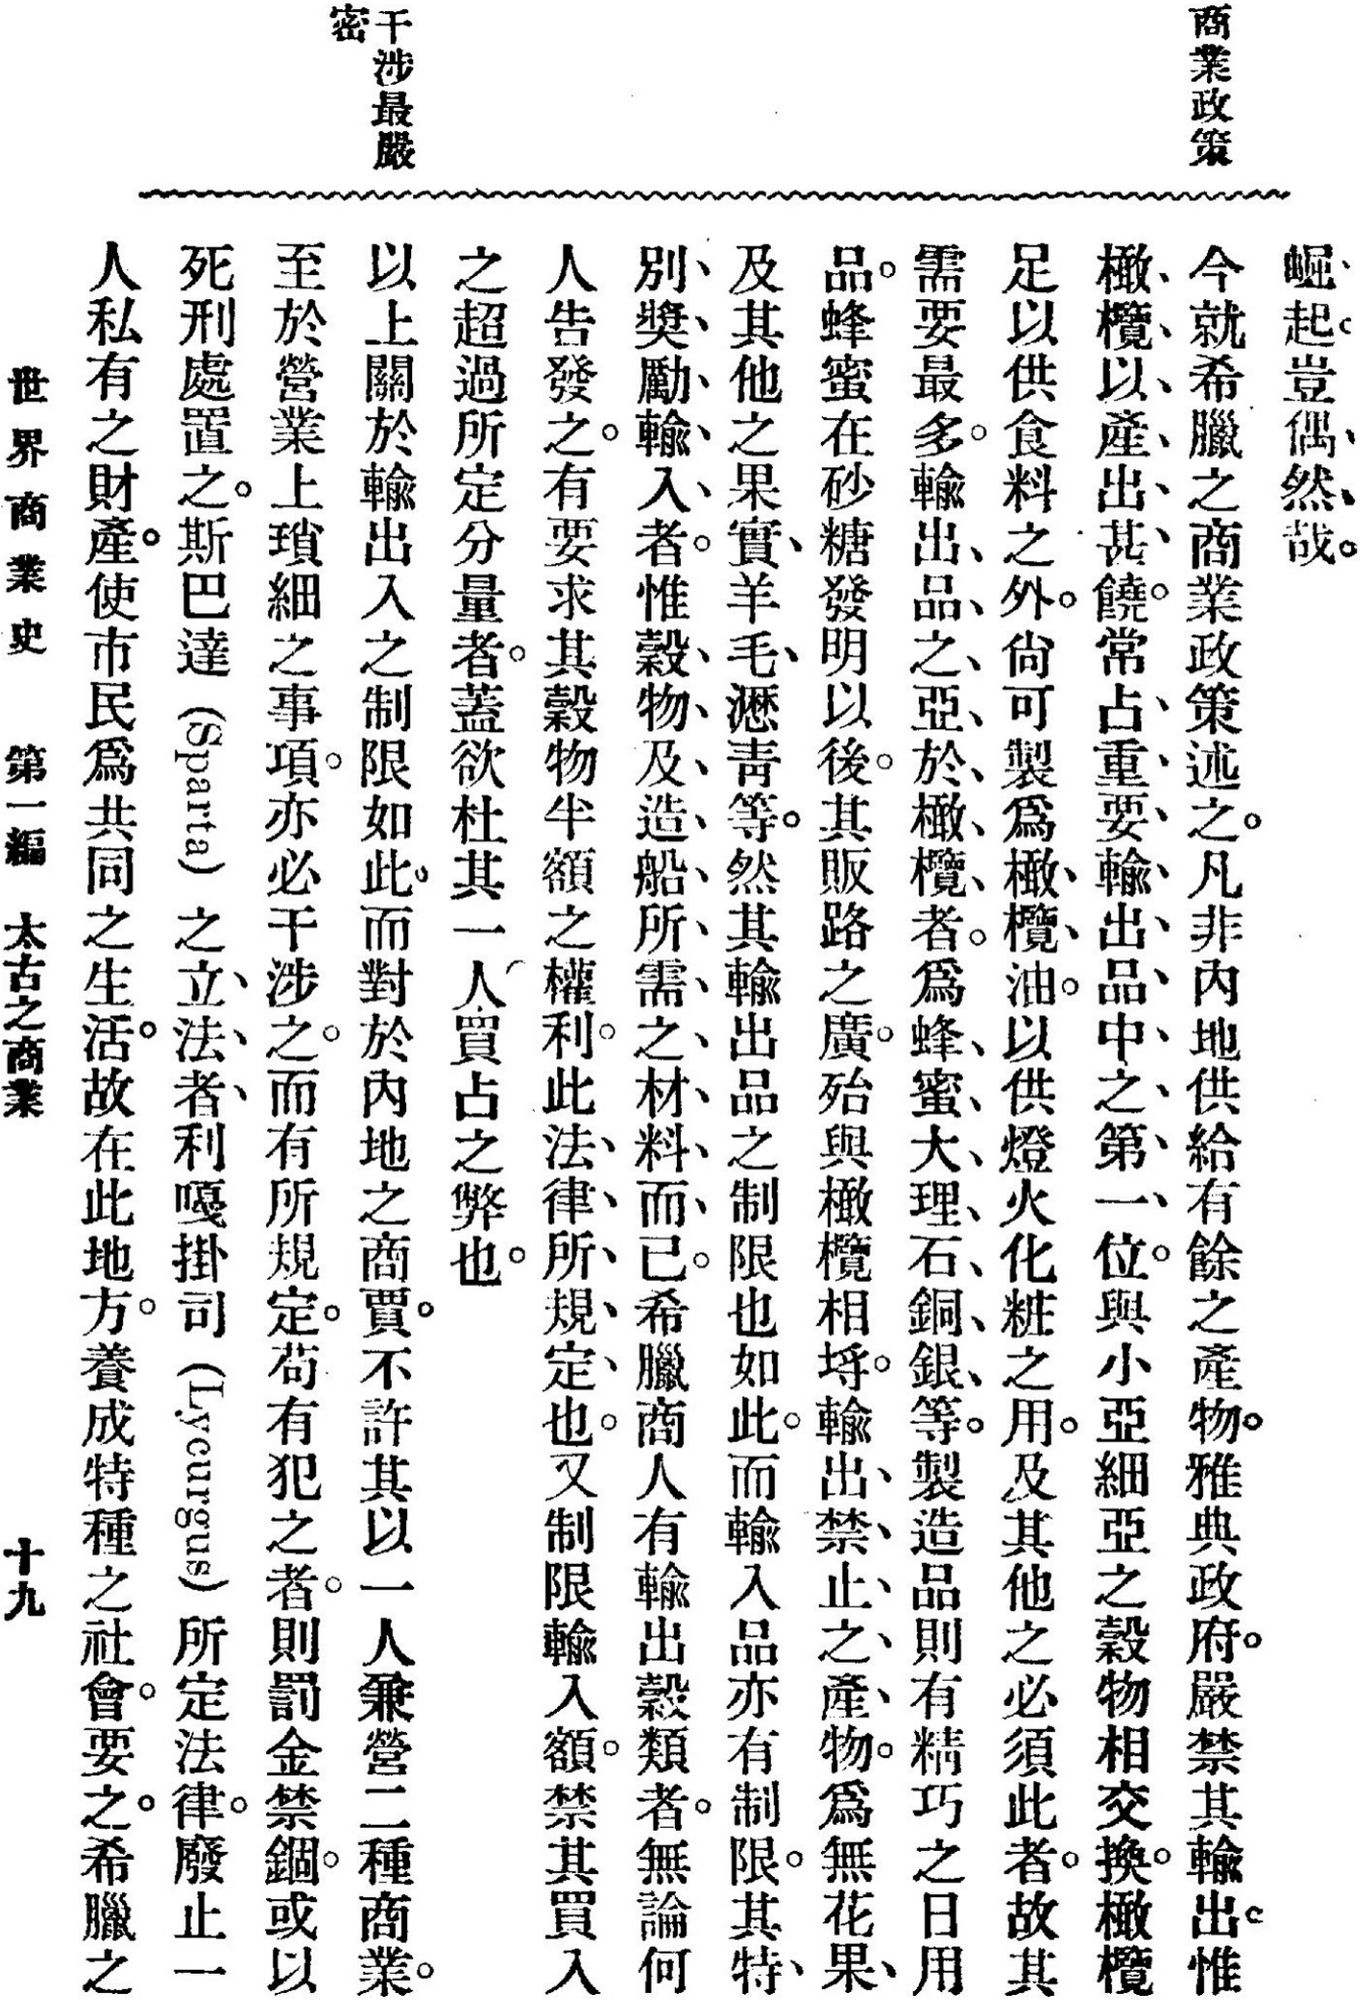 商業政策
干涉最嚴
密
崛起豈偶然哉。
今就希臘之商業政策述之。凡非內地供給有餘之產物。雅典政府。嚴禁其輸出。惟
橄欖以產出甚饒。常占重要輸出品中之第一位。與小亞細亞之穀物相交換。橄欖
足以供食料之外。尙可製爲橄欖油。以供燈火化粧之用。及其他之必須此者。故其
需要最多。輸出品之亞於橄欖者。爲蜂蜜、大理石、銅、銀、等。製造品則有精巧之日用
品。蜂蜜在砂糖發明以後。其販路之廣。殆與橄欖相埒。輸出禁止之產物。爲無花果、
及其他之果實、羊毛、瀝青等。然其輸出品之制限也如此。而輸入品亦有制限。其特
別獎勵輸入者。惟穀物及造船所需之材料而已。希臘商人有輸出穀類者。無論何
人告發之。有要求其穀物半額之權利。此法律所規定也。又制限輸入額。禁其買入
之超過所定分量者。蓋欲杜其一人買占之弊也。
以上關於輸出入之制限如此。而對於內地之商賈。不許其以一人兼營二種商業。
至於營業上瑣細之事項。亦必干涉之。而有所規定。苟有犯之者。則罰金禁錮。或以
死刑處置之。斯巴達(Sparta)之立法者利嘎掛司(Lycurgus)所定法律。廢止一
人私有之財產。使市民爲共同之生活。故在此地方。養成特種之社會。要之。希臘之
世界商業史 第一編 太古之商業 十九